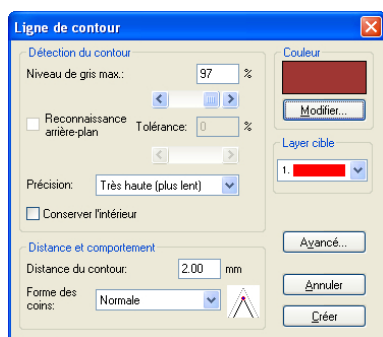 Ligne de contour
Détection du contour
Niveau de gris max.: 97 %
Reconnaissance arrière-plan
Tolérance: 0 %
Précision: Très haute (plus lent)
Conserver l'intérieur
Distance et comportement
Distance du contour: 2.00 mm
Forme des coins: Normale
Couleur
Modifier...
Layer cible
1.
Avancé...
Annuler
Créer